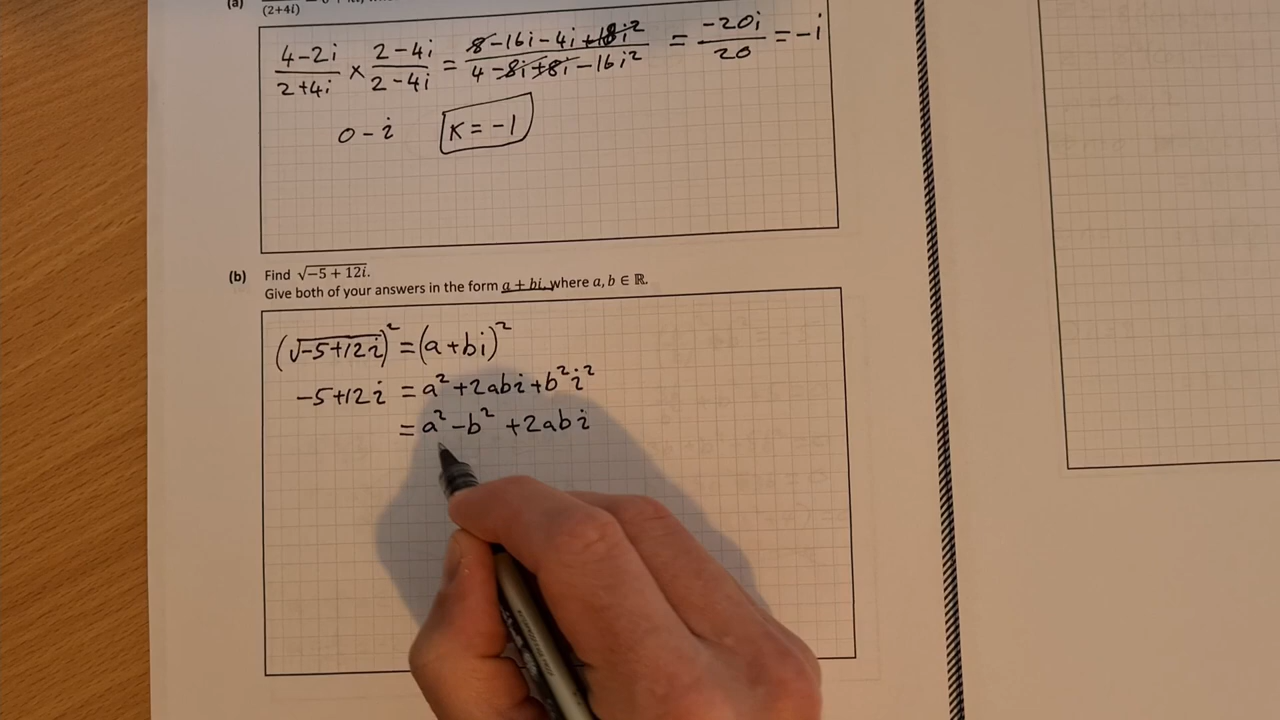 (a)
(2+4i)
4-2i/2+4i × 2-4i/2-4i = 8-16i-4i+18i²/4-8i+8i-16i² = -20i/20 = -i
0-i K=-1
(b) Find √−5 + 12i.
Give both of your answers in the form a + bi, where a, b ∈ ℝ.
(√-5+12i)² = (a+bi)²
-5+12i = a²+2abi+b²i²
= a²-b² +2abi